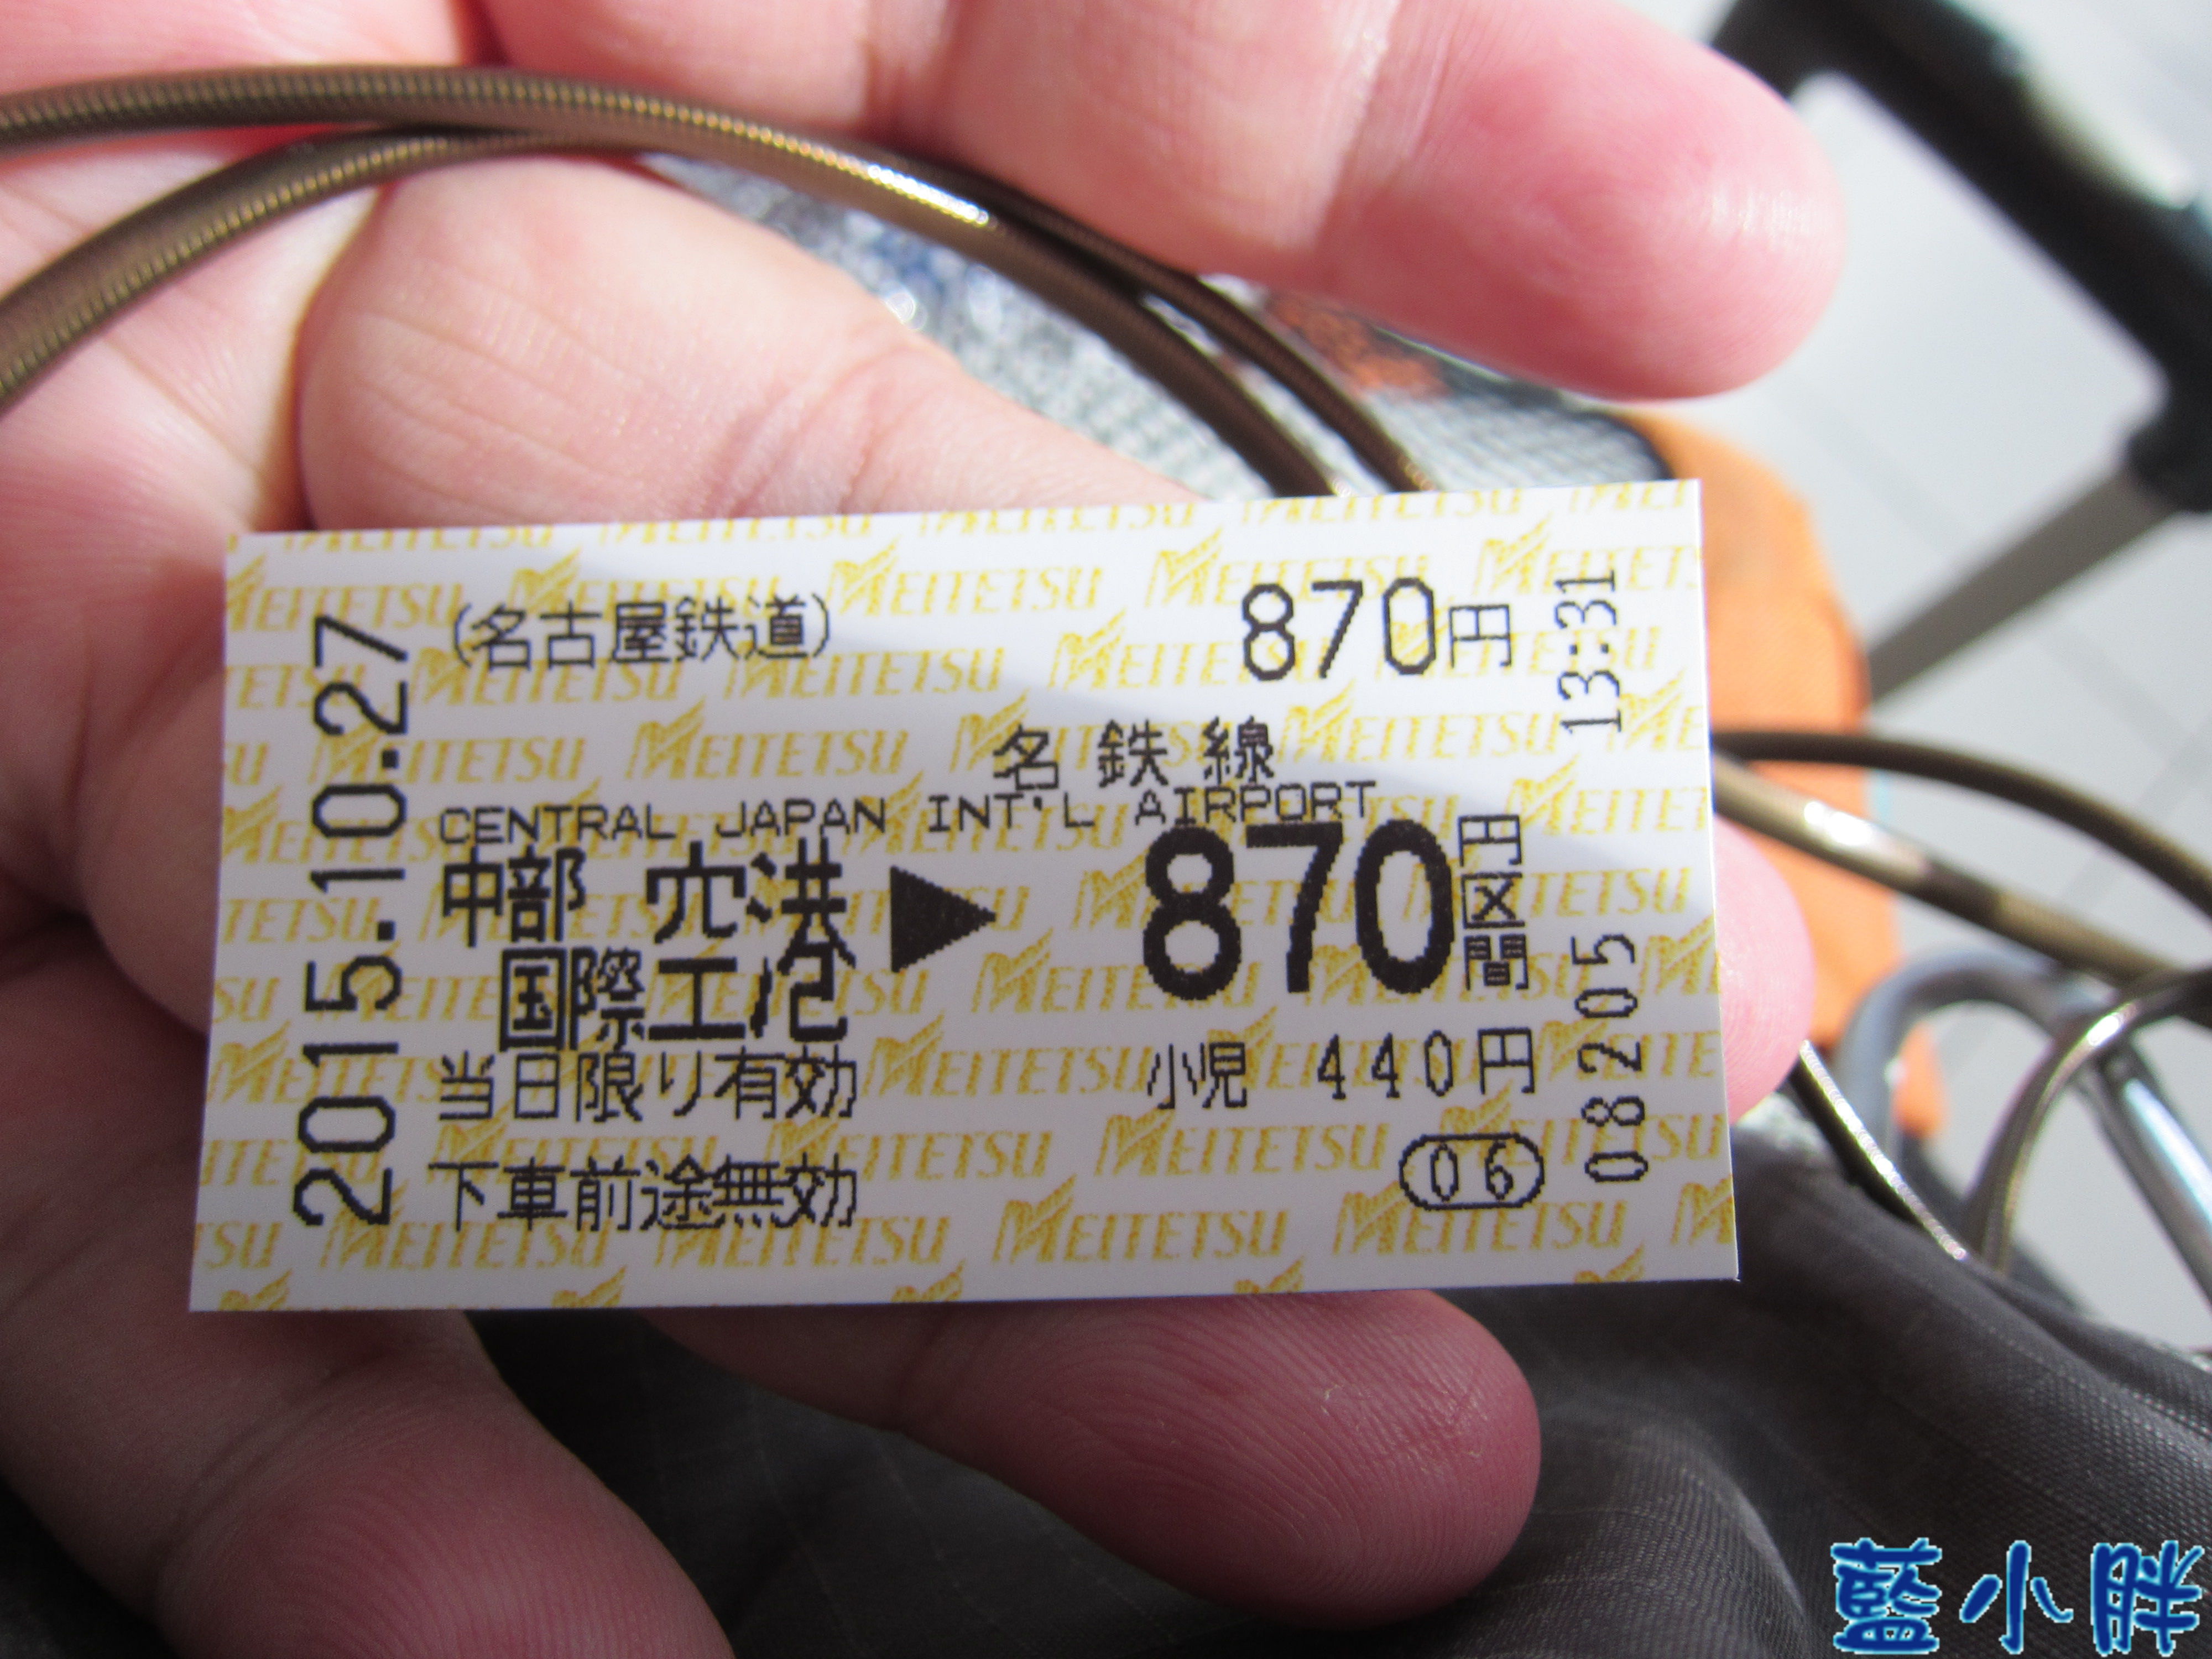 (名古屋鉄道)
870円
13:31
2015.10.27
名鉄線
CENTRAL JAPAN INT'L AIRPORT
中部国際空港▶870円区間
当日限り有効
小児 440円
下車前途無効
06
08205
MEITETSU
藍小胖